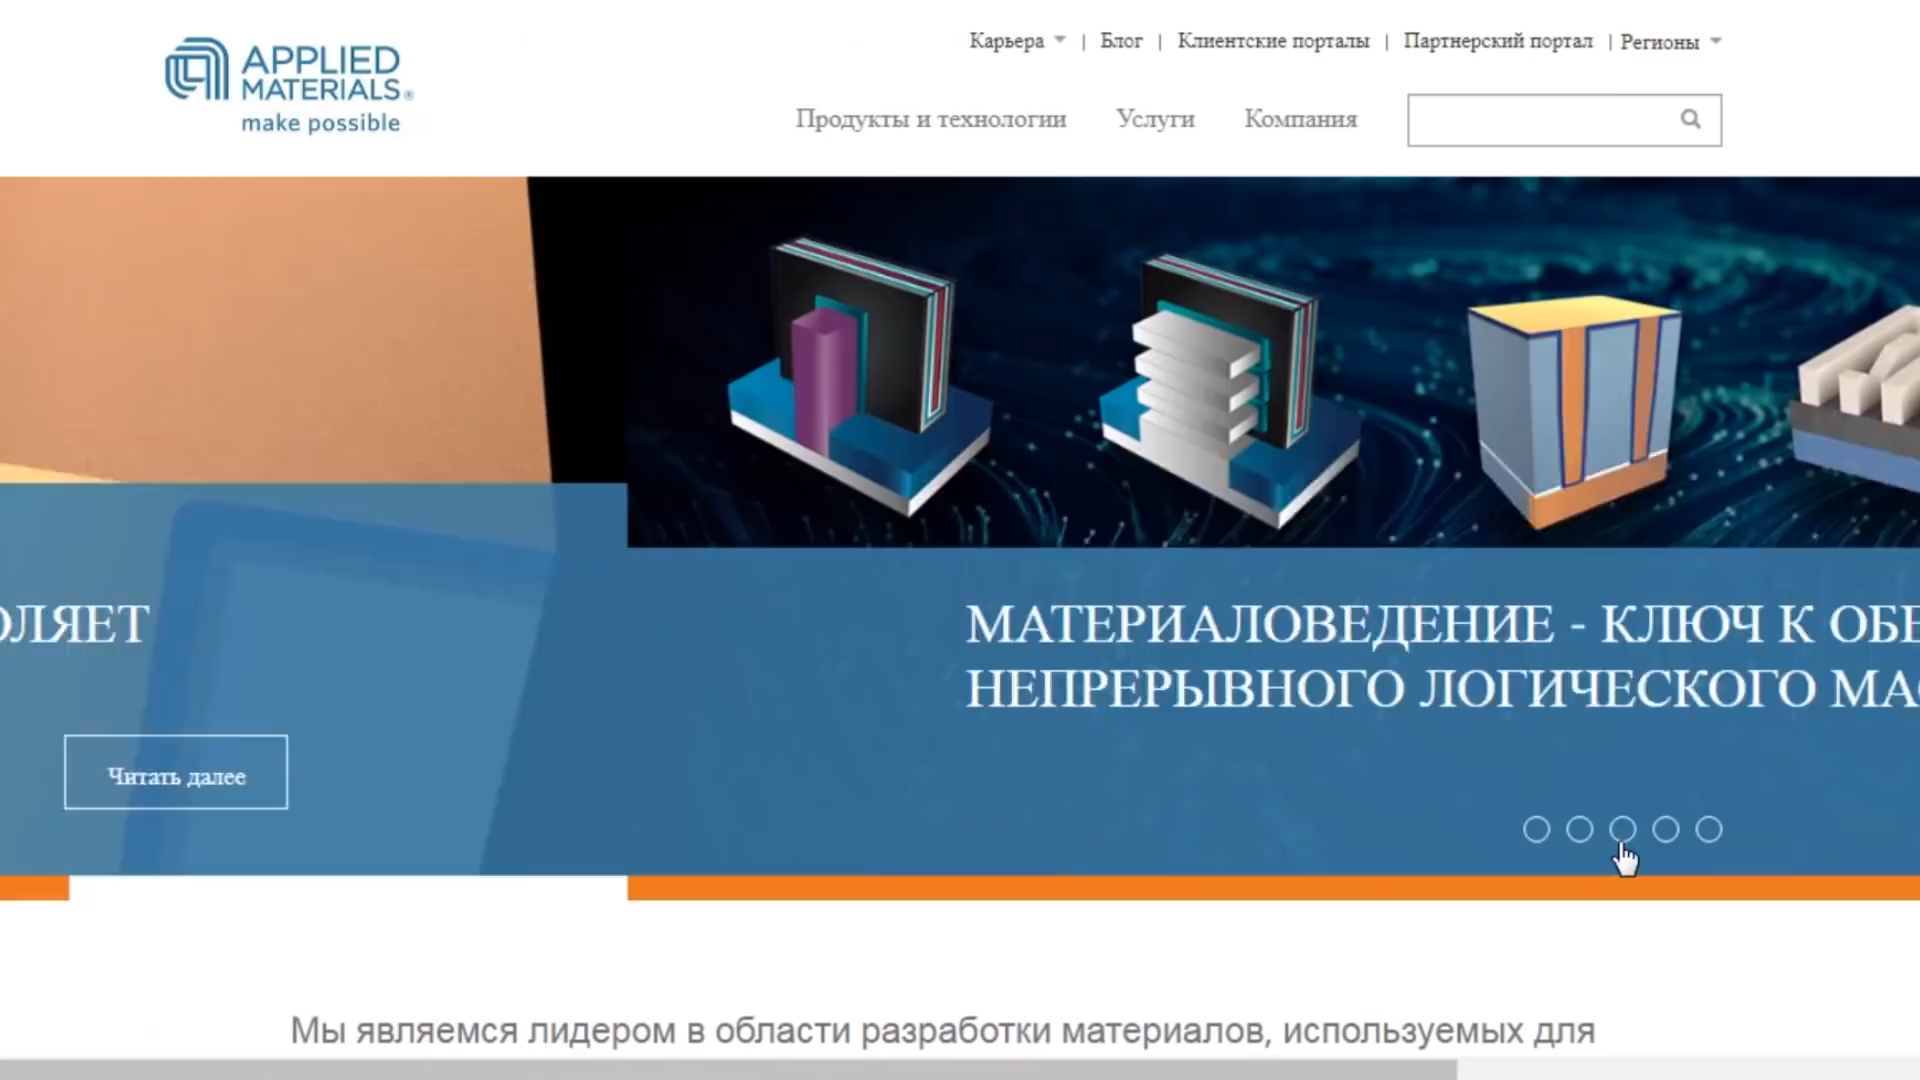 APPLIED
MATERIALS®
make possible
Карьера | Блог | Клиентские порталы | Партнерский портал | Регионы
Продукты и технологии Услуги Компания
ОЛЯЕТ
Читать далее
МАТЕРИАЛОВЕДЕНИЕ - КЛЮЧ К ОБЕ
НЕПРЕРЫВНОГО ЛОГИЧЕСКОГО МА
Мы являемся лидером в области разработки материалов, используемых для